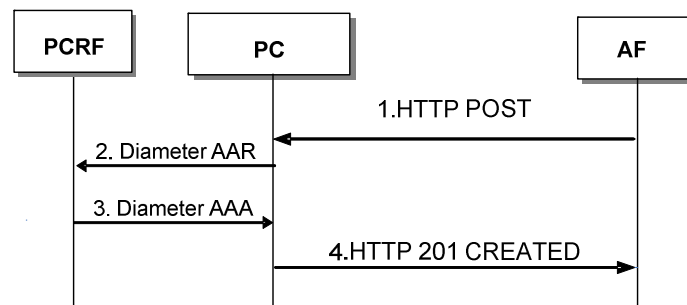 PCRF
PC
AF
1.HTTP POST
2. Diameter AAR
3. Diameter AAA
4.HTTP 201 CREATED